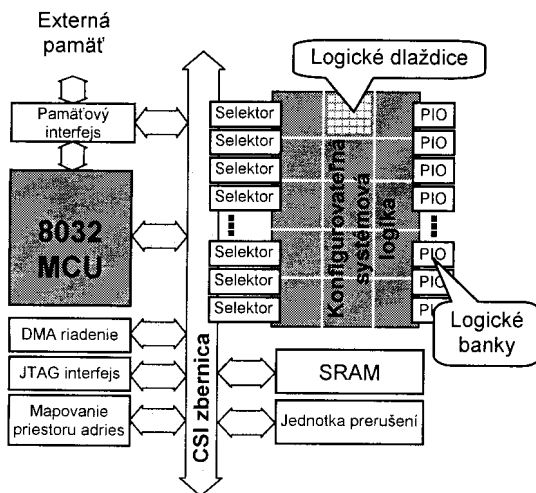 Externá
pamäť
Logické dlaždice
Pamäťový
interfejs
8032
MCU
DMA riadenie
JTAG interfejs
Mapovanie
priestoru adries
CSI zbernica
Selektor
Selektor
Selektor
Selektor
Selektor
Selektor
Selektor
Konfigurovateľná
systémová
logika
PIO
PIO
PIO
PIO
PIO
PIO
PIO
Logické
banky
SRAM
Jednotka prerušení